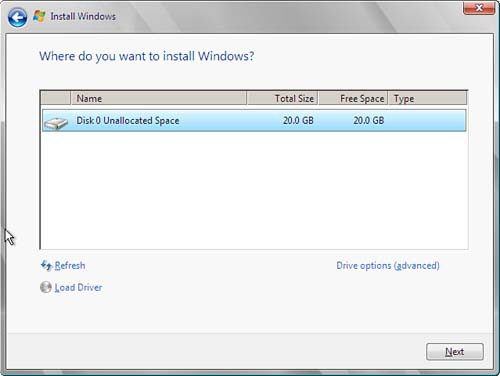 Install Windows
Where do you want to install Windows?
Name Total Size Free Space Type
Disk 0 Unallocated Space 20.0 GB 20.0 GB
Refresh Drive options (advanced)
Load Driver
Next